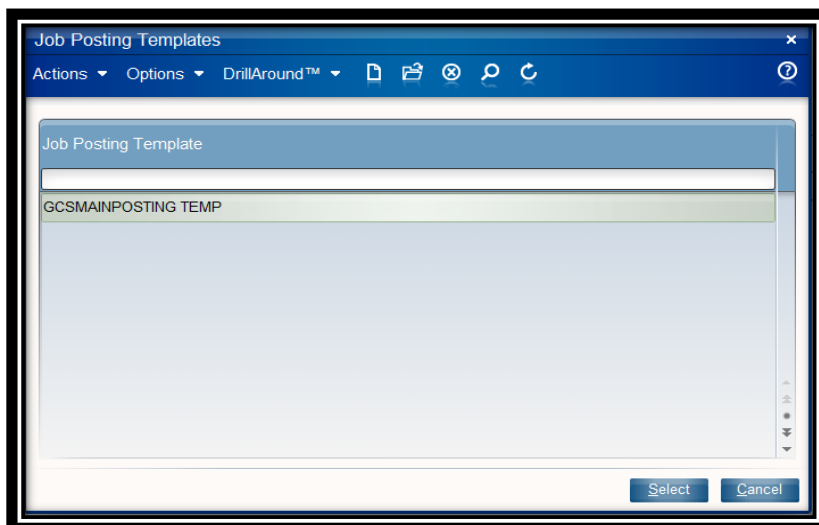 Job Posting Templates
Actions Options DrillAround™
Job Posting Template
GCSMAINPOSTING TEMP
Select Cancel